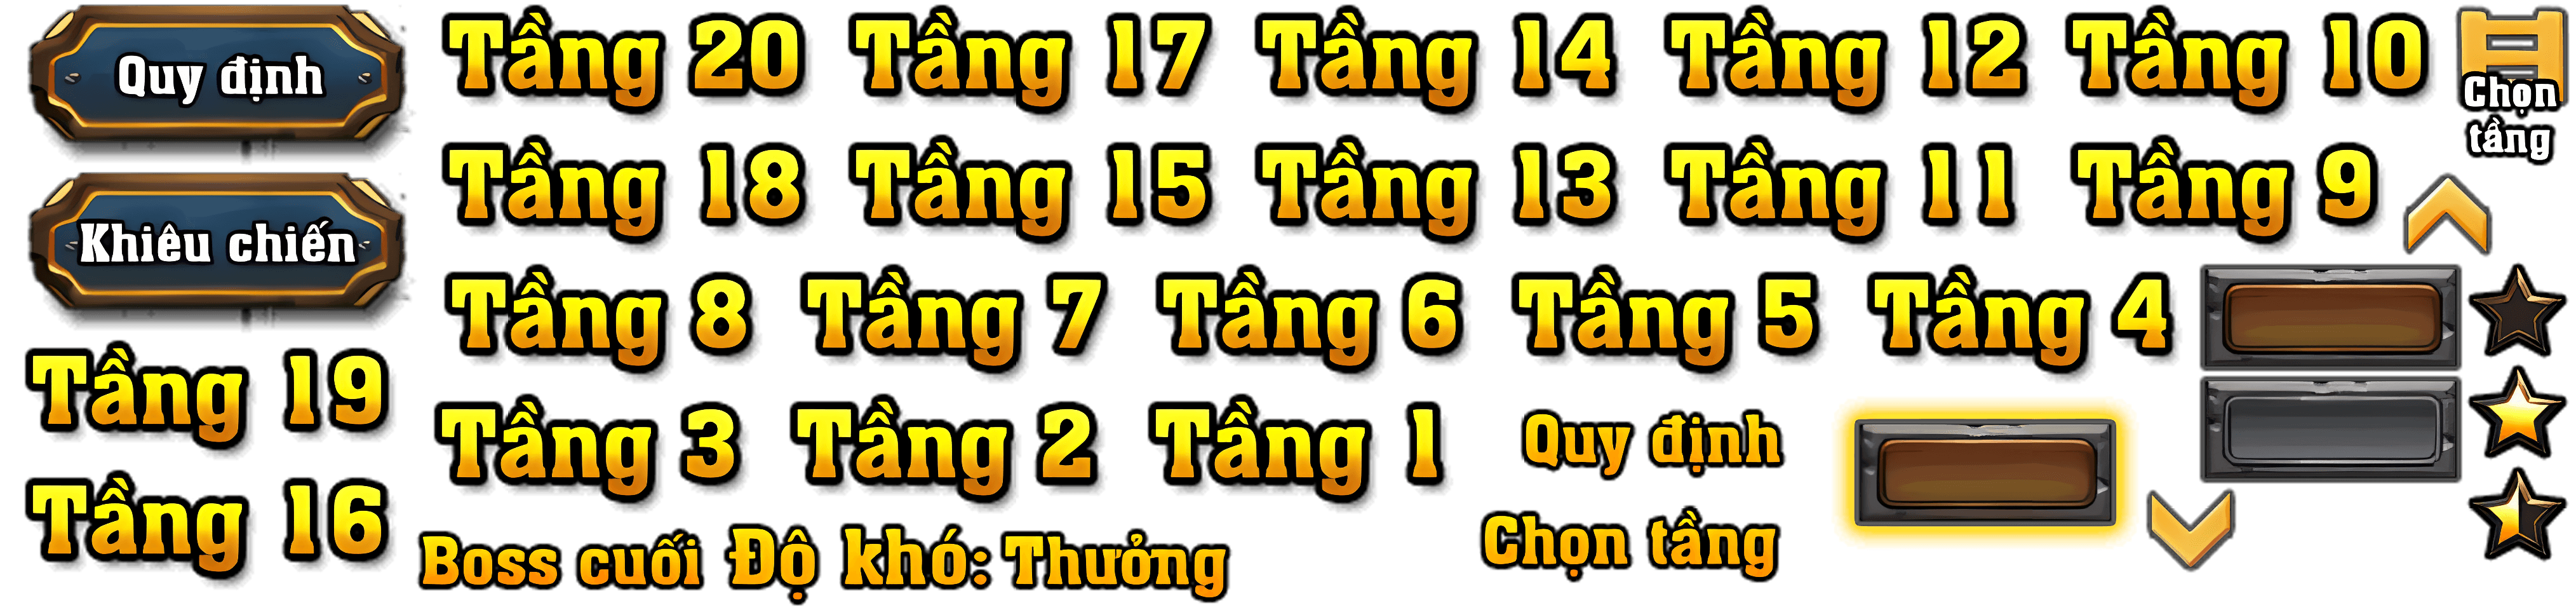 Quy định
Tầng 20
Tầng 17
Tầng 14
Tầng 12
Tầng 10
Chọn
tầng
Tầng 18
Tầng 15
Tầng 13
Tầng 11
Tầng 9
Khiêu chiến
Tầng 8
Tầng 7
Tầng 6
Tầng 5
Tầng 4
Tầng 19
Tầng 3
Tầng 2
Tầng 1
Quy định
Tầng 16
Boss cuối
Độ khó:
Thưởng
Chọn tầng